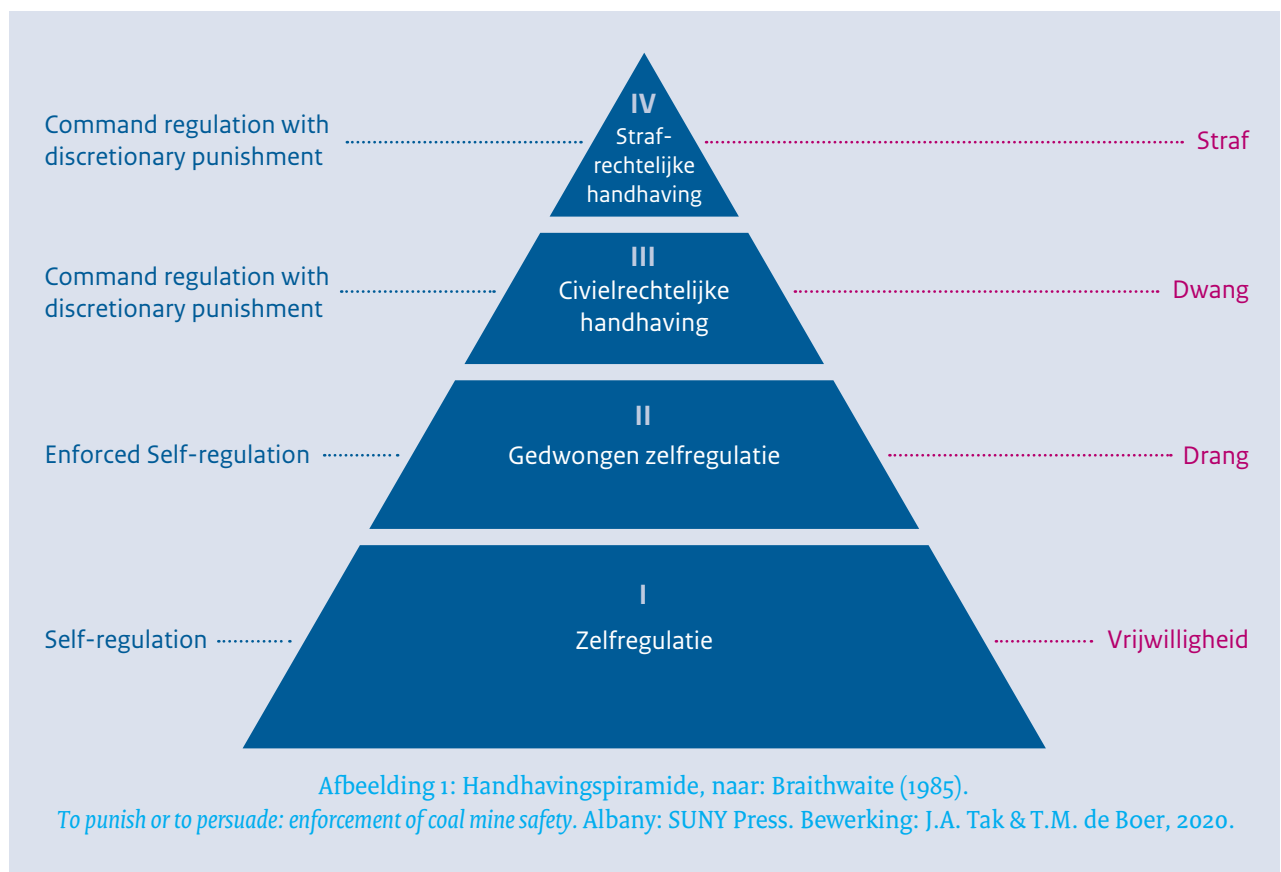 Command regulation with
discretionary punishment
IV
Straf-
rechtelijke
handhaving
Straf
Command regulation with
discretionary punishment
III
Civielrechtelijke
handhaving
Dwang
Enforced Self-regulation
II
Gedwongen zelfregulatie
Drang
Self-regulation
I
Zelfregulatie
Vrijwilligheid
Afbeelding 1: Handhavingspiramide, naar: Braithwaite (1985).
To punish or to persuade: enforcement of coal mine safety. Albany: SUNY Press. Bewerking: J.A. Tak & T.M. de Boer, 2020.